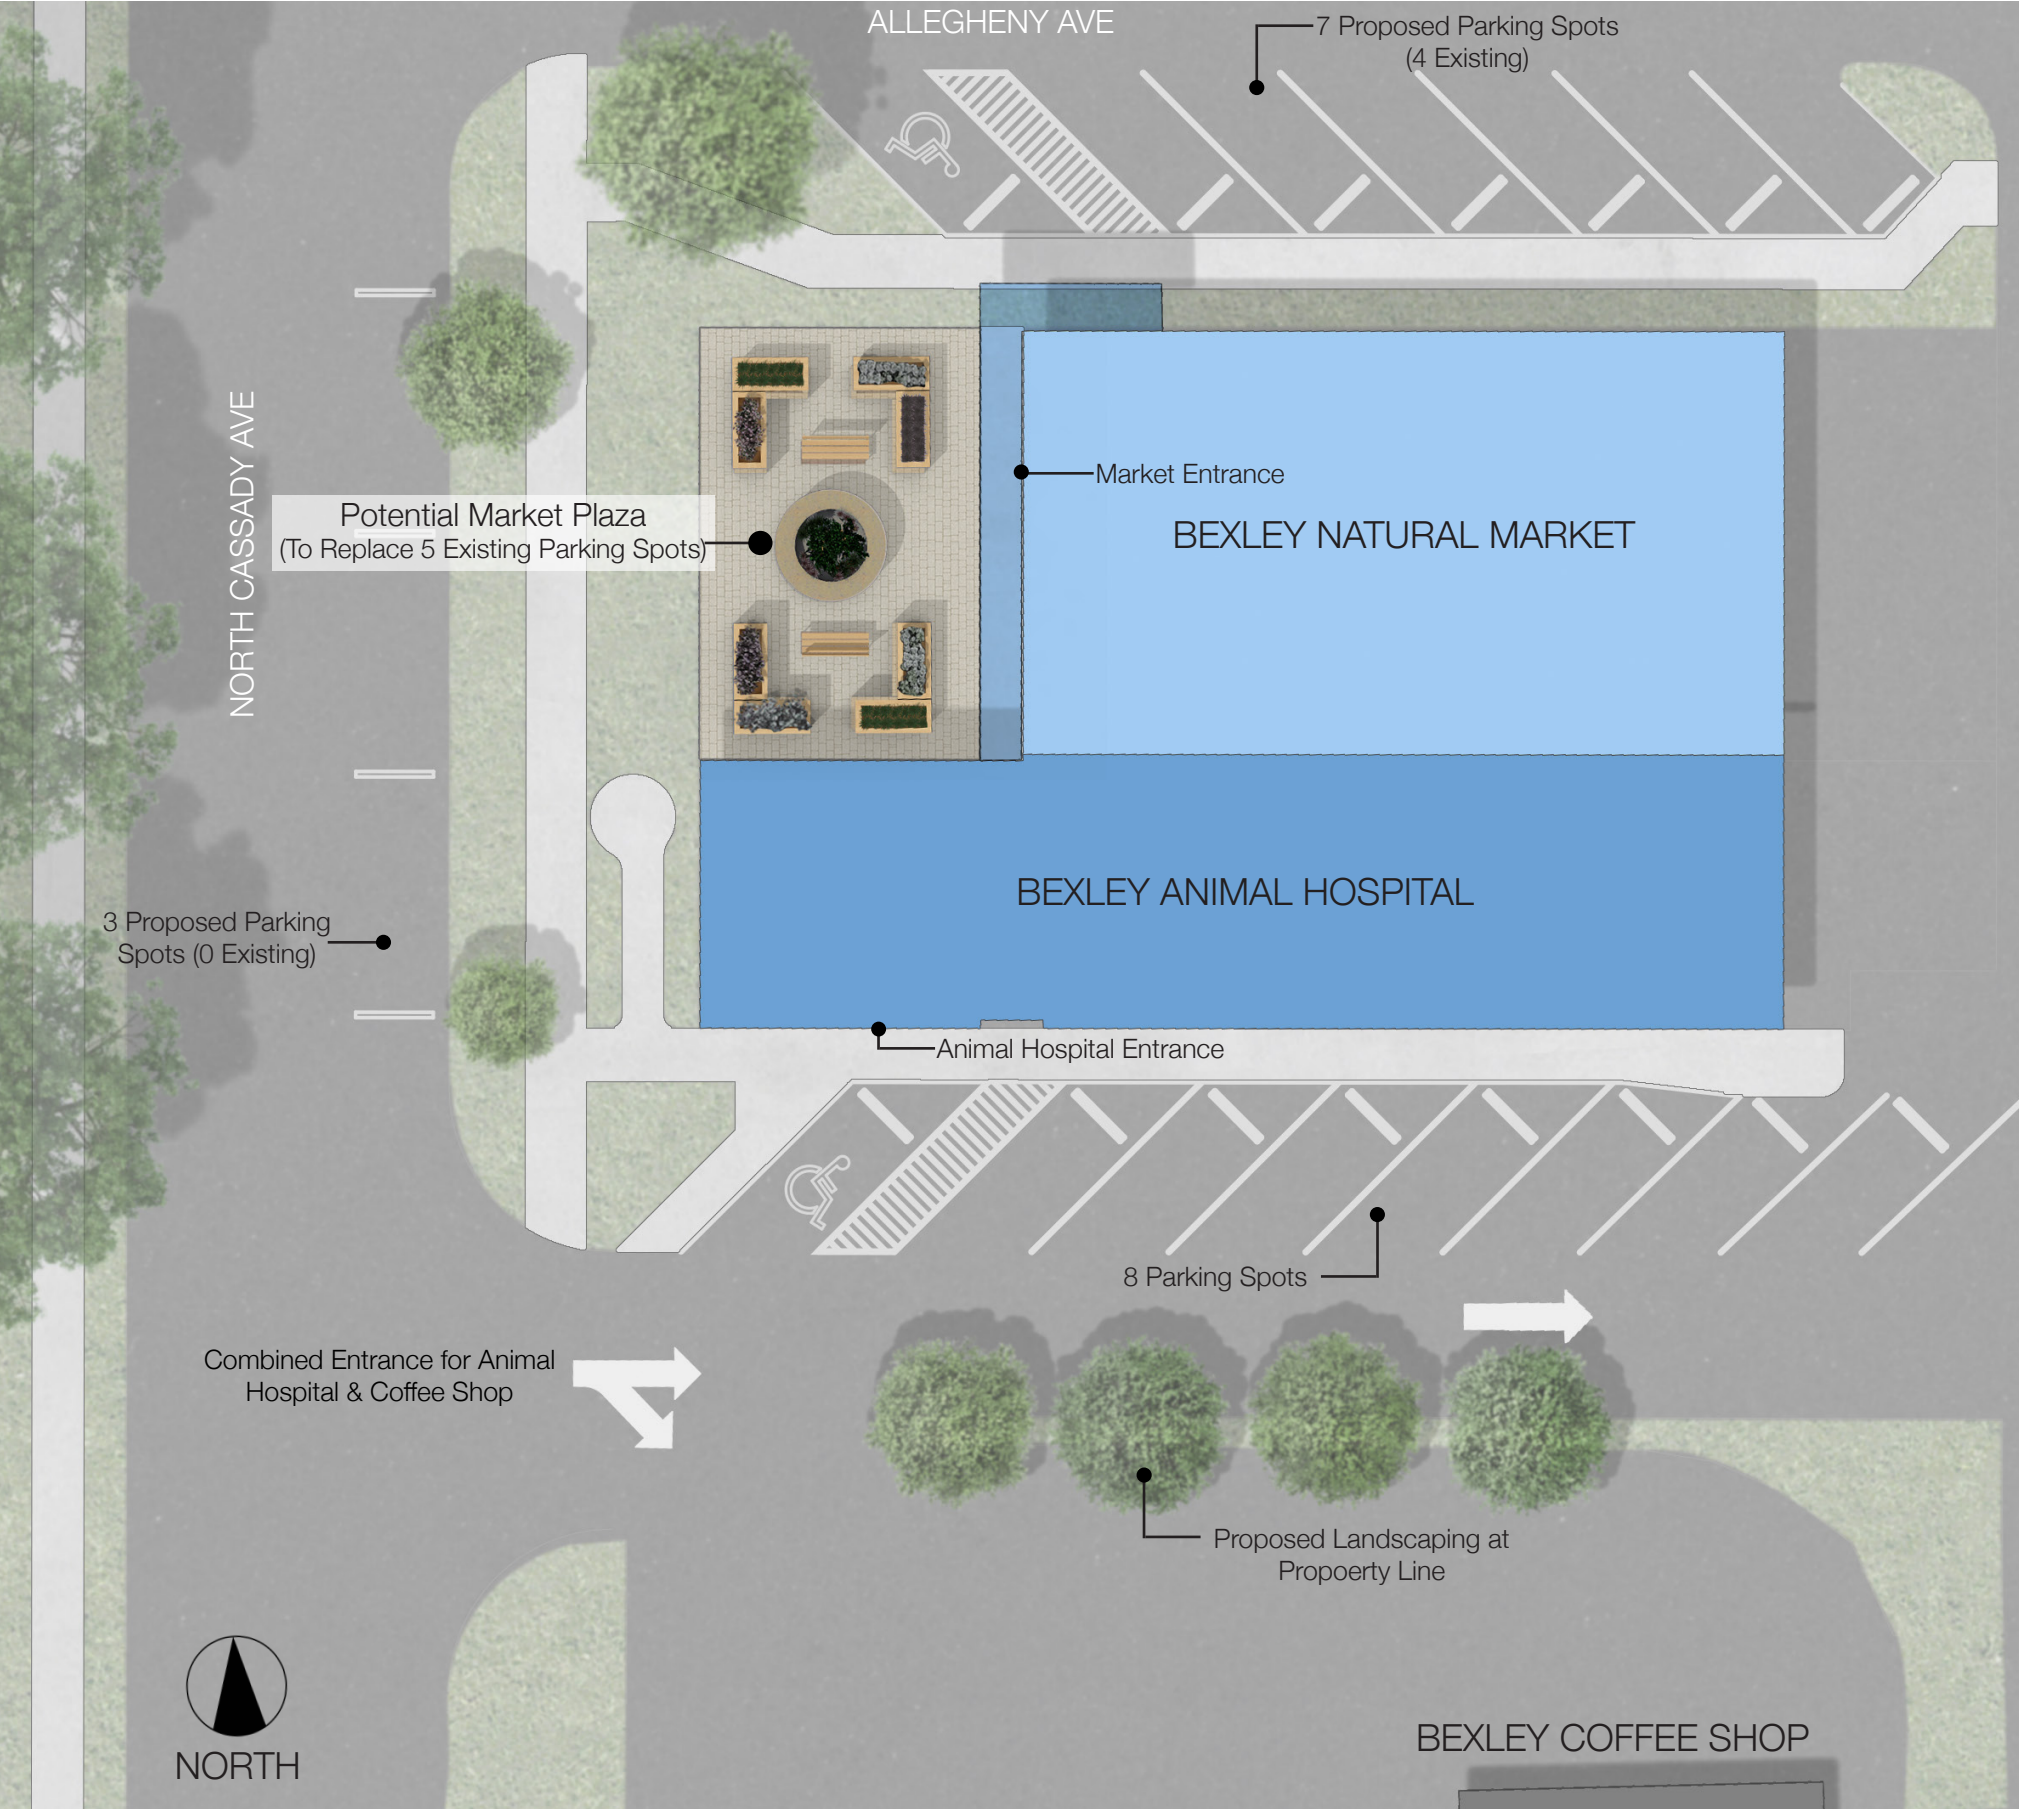 ALLEGHENY AVE
7 Proposed Parking Spots
(4 Existing)
NORTH CASSADY AVE
Market Entrance
Potential Market Plaza
(To Replace 5 Existing Parking Spots)
BEXLEY NATURAL MARKET
BEXLEY ANIMAL HOSPITAL
3 Proposed Parking
Spots (0 Existing)
Animal Hospital Entrance
8 Parking Spots
Combined Entrance for Animal
Hospital & Coffee Shop
Proposed Landscaping at
Propoerty Line
NORTH
BEXLEY COFFEE SHOP